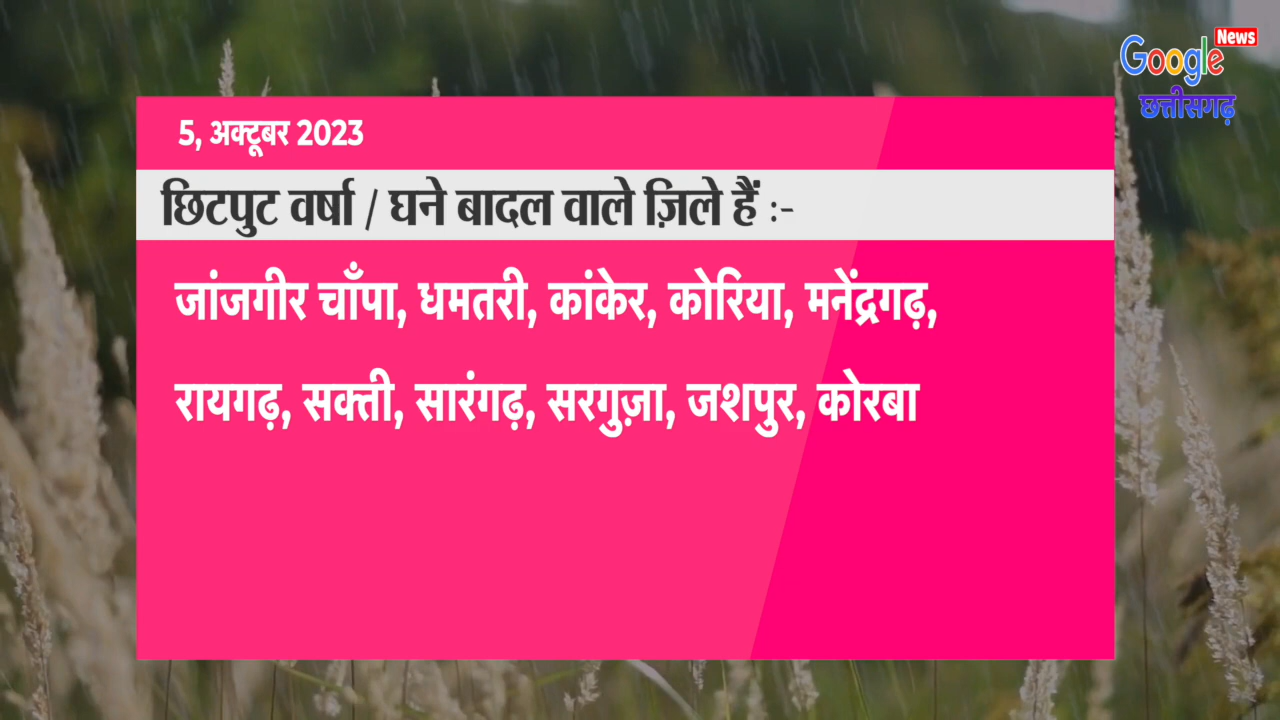 News
Google
छत्तीसगढ़
5, अक्टूबर 2023
छिटपुट वर्षा / घने बादल वाले ज़िले हैं :-
जांजगीर चाँपा, धमतरी, कांकेर, कोरिया, मनेंद्रगढ़,
रायगढ़, सक्ती, सारंगढ़, सरगुज़ा, जशपुर, कोरबा